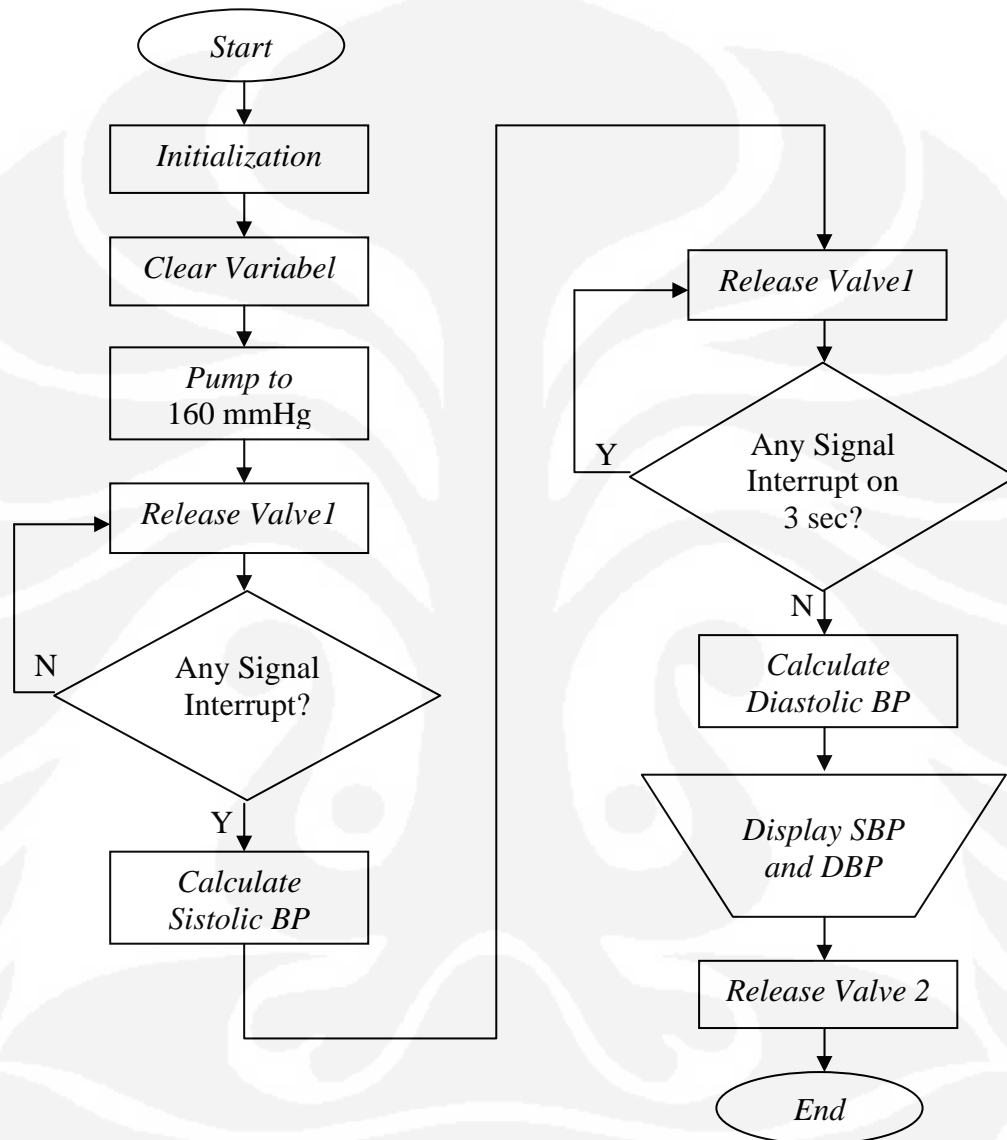 Start
Initialization
Clear Variabel
Pump to
160 mmHg
Release Valve1
N
Any Signal
Interrupt?
Y
Calculate
Sistolic BP
Release Valve1
Y
Any Signal
Interrupt on
3 sec?
N
Calculate
Diastolic BP
Display SBP
and DBP
Release Valve 2
End